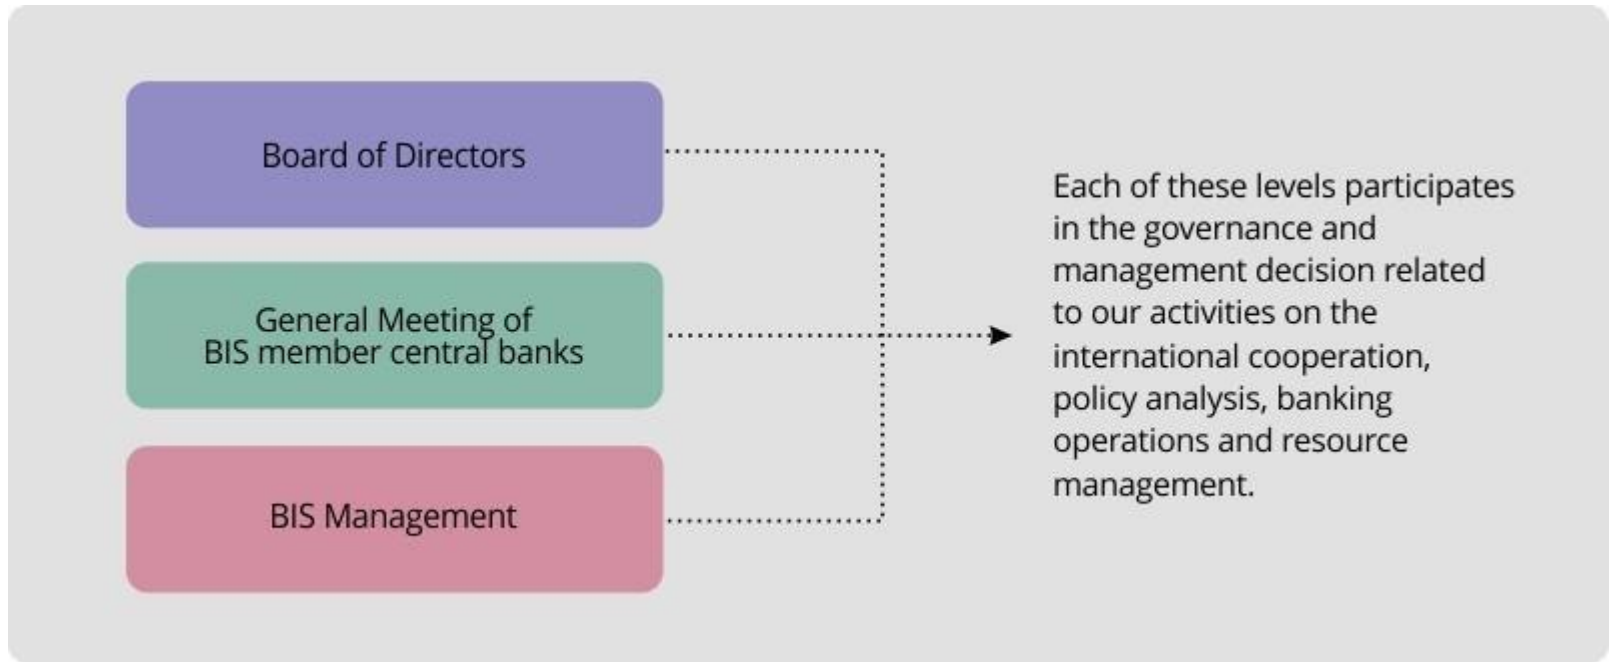 Board of Directors
General Meeting of
BIS member central banks
BIS Management
Each of these levels participates
in the governance and
management decision related
to our activities on the
international cooperation,
policy analysis, banking
operations and resource
management.